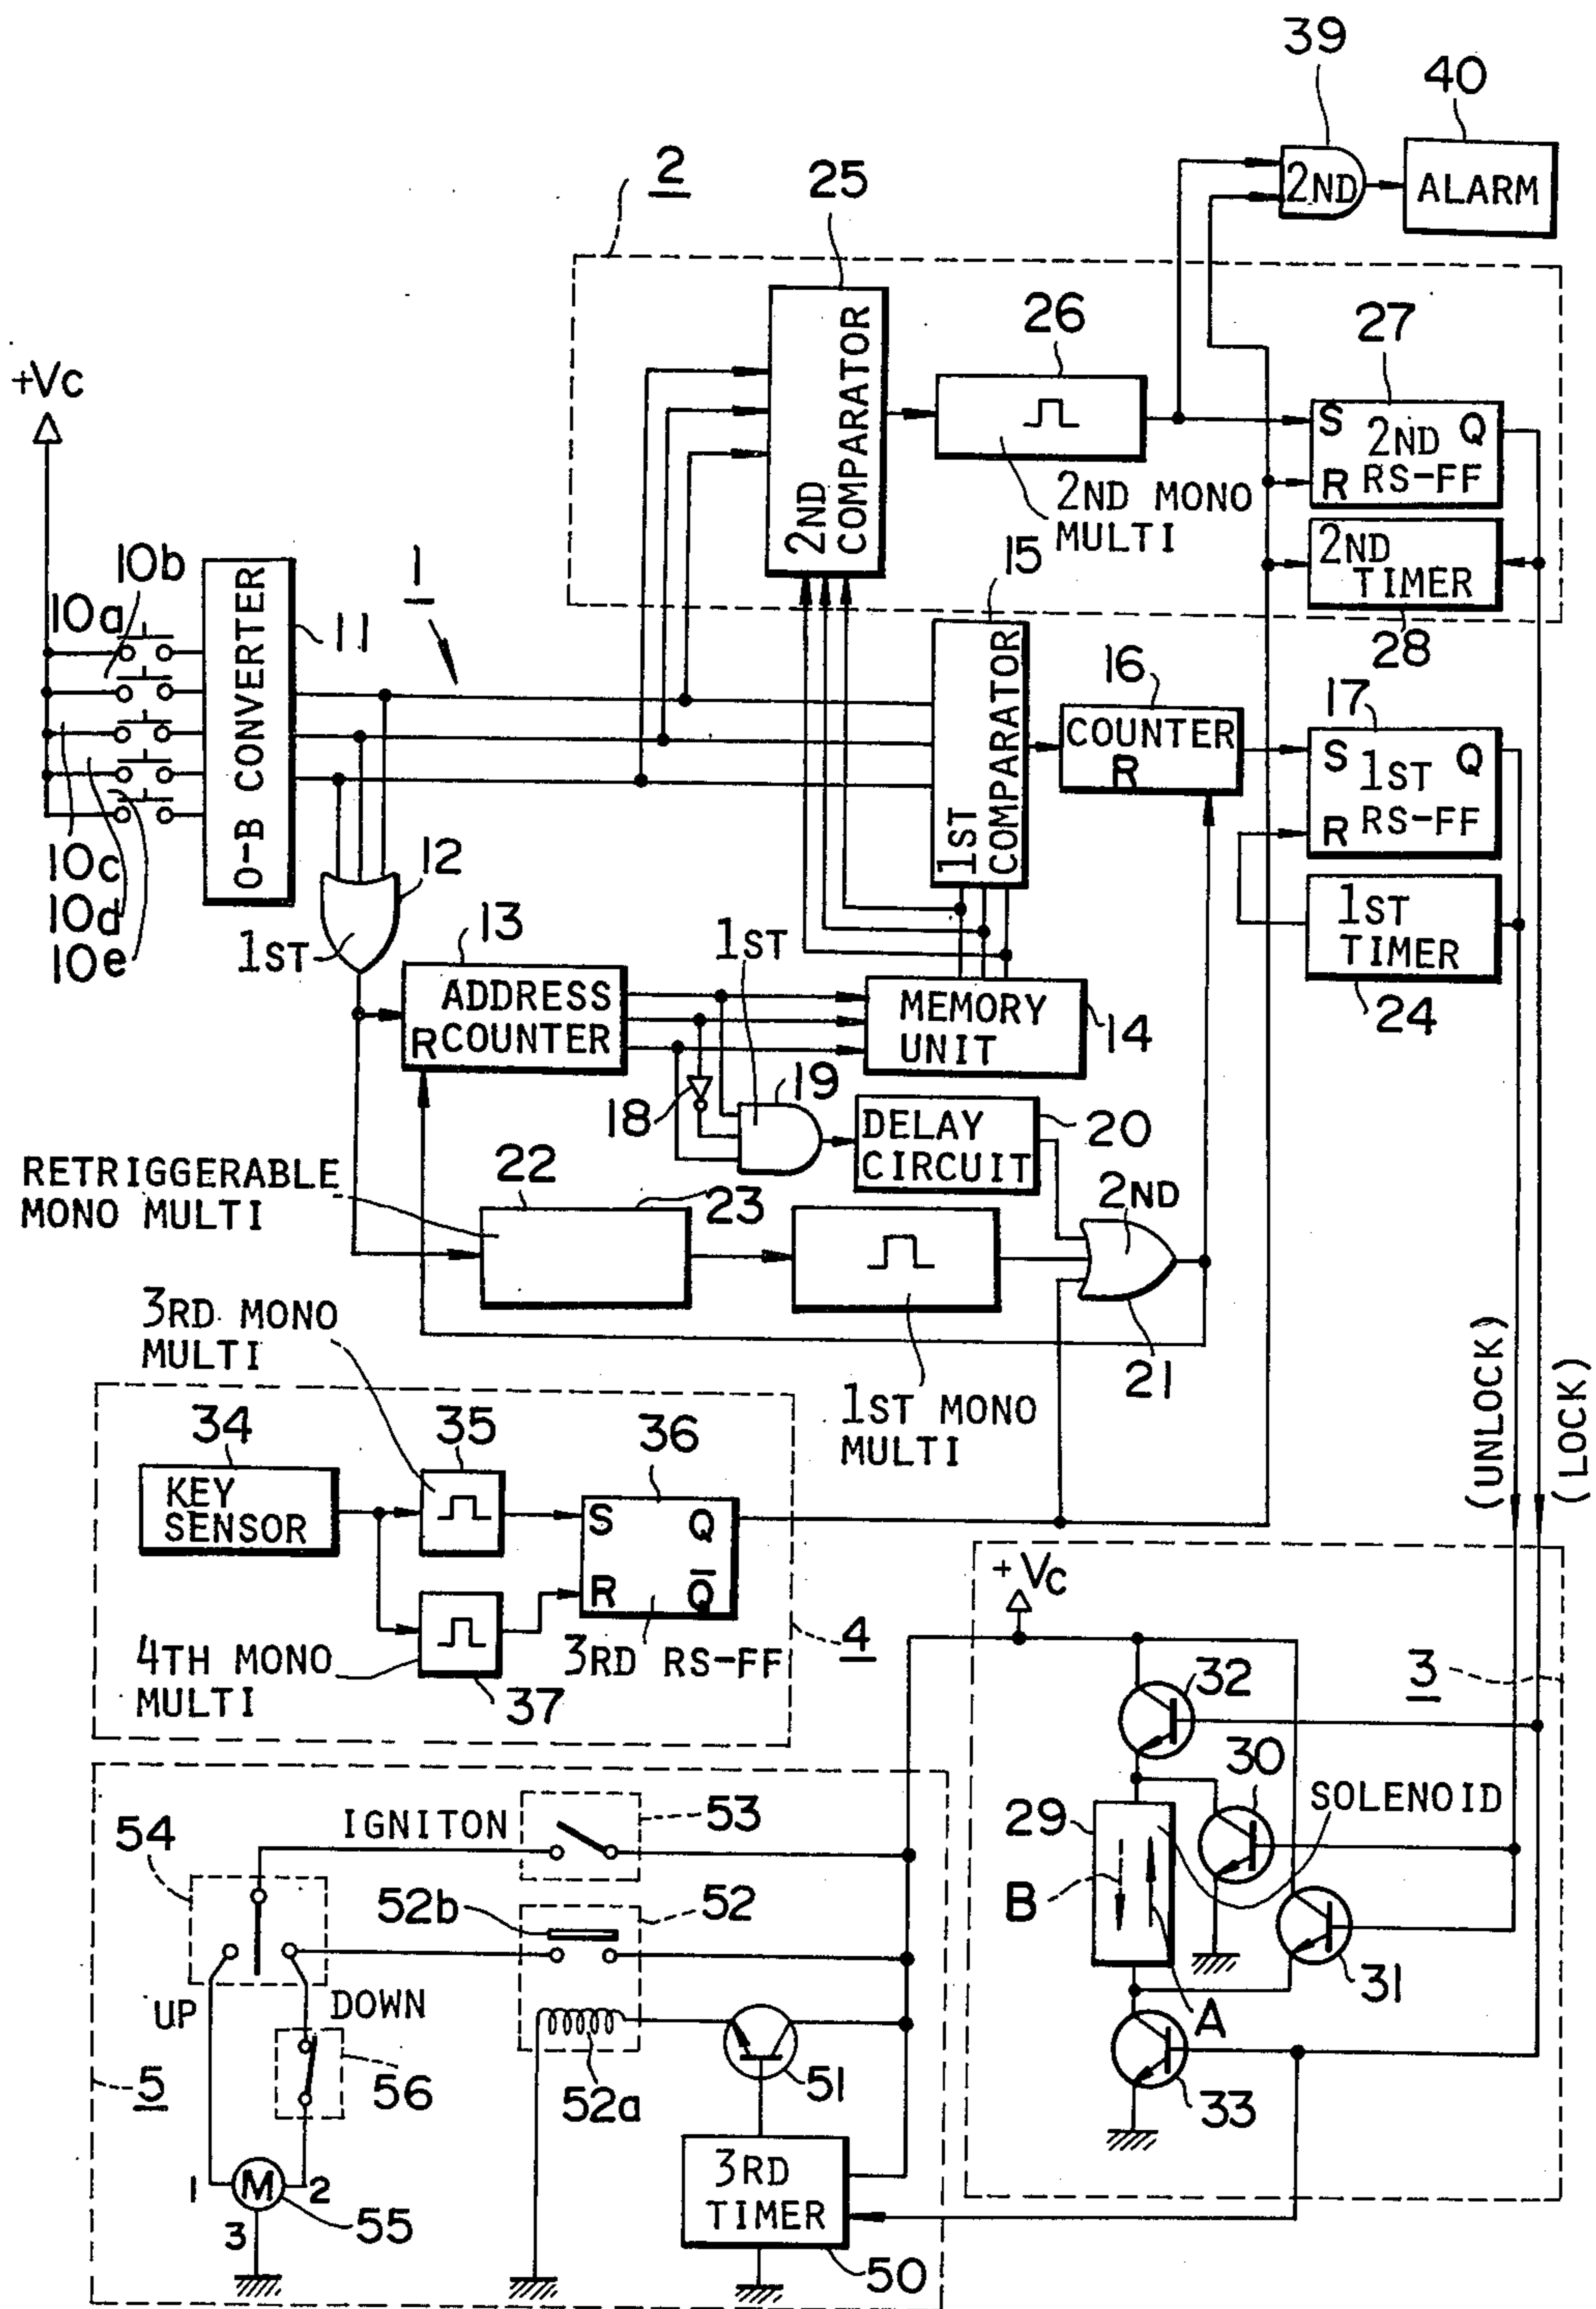 39
40
2
25
2ND
ALARM
26
27
+Vc
2ND COMPARATOR
S 2ND Q
R RS-FF
2ND MONO
MULTI
15
2ND
TIMER
28
10b
10a
O-B CONVERTER
11
1
1ST COMPARATOR
16
COUNTER
R
17
S 1ST Q
R RS-FF
10c
10d
10e
12
1ST
13
1ST
ADDRESS
R COUNTER
MEMORY
UNIT
14
1ST
TIMER
24
18
19
DELAY
CIRCUIT
20
RETRIGGERABLE
MONO MULTI
22
23
2ND
21
3RD MONO
MULTI
1ST MONO
MULTI
(UNLOCK)
(LOCK)
34
35
36
KEY
SENSOR
S Q
R Q̅
4TH MONO
MULTI
37
3RD RS-FF
4
+Vc
3
32
30
SOLENOID
29
B
A
31
33
IGNITON
53
54
52b
52
UP
DOWN
5
56
52a
51
1
M
2
3
55
3RD
TIMER
50